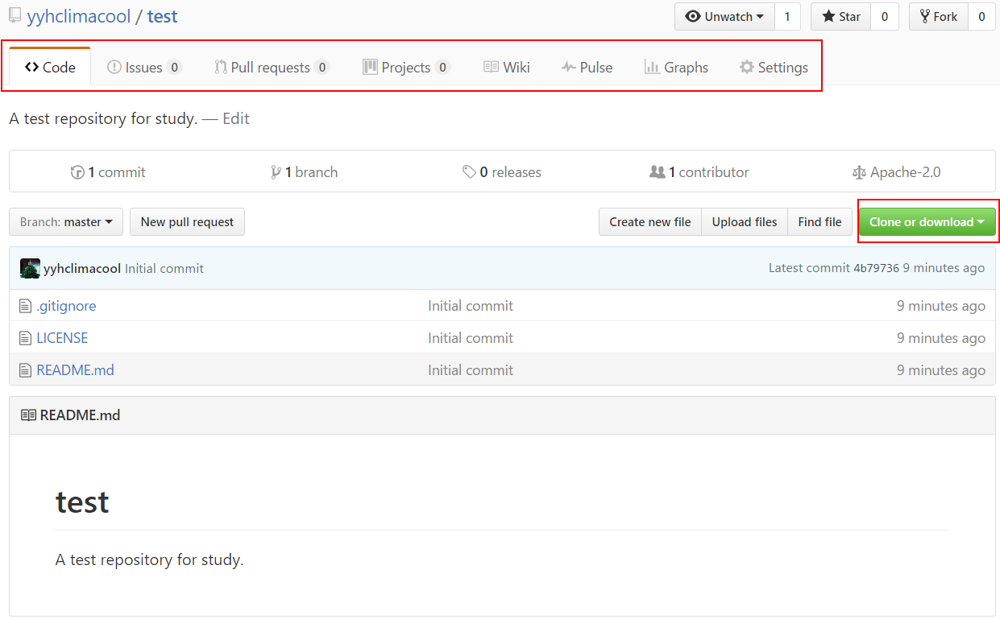 yyhclimacool / test Unwatch 1 Star 0 Fork 0
Code Issues 0 Pull requests 0 Projects 0 Wiki Pulse Graphs Settings
A test repository for study. — Edit
1 commit 1 branch 0 releases 1 contributor Apache-2.0
Branch: master New pull request Create new file Upload files Find file Clone or download
yyhclimacool Initial commit Latest commit 4b79736 9 minutes ago
.gitignore Initial commit 9 minutes ago
LICENSE Initial commit 9 minutes ago
README.md Initial commit 9 minutes ago
README.md
test
A test repository for study.